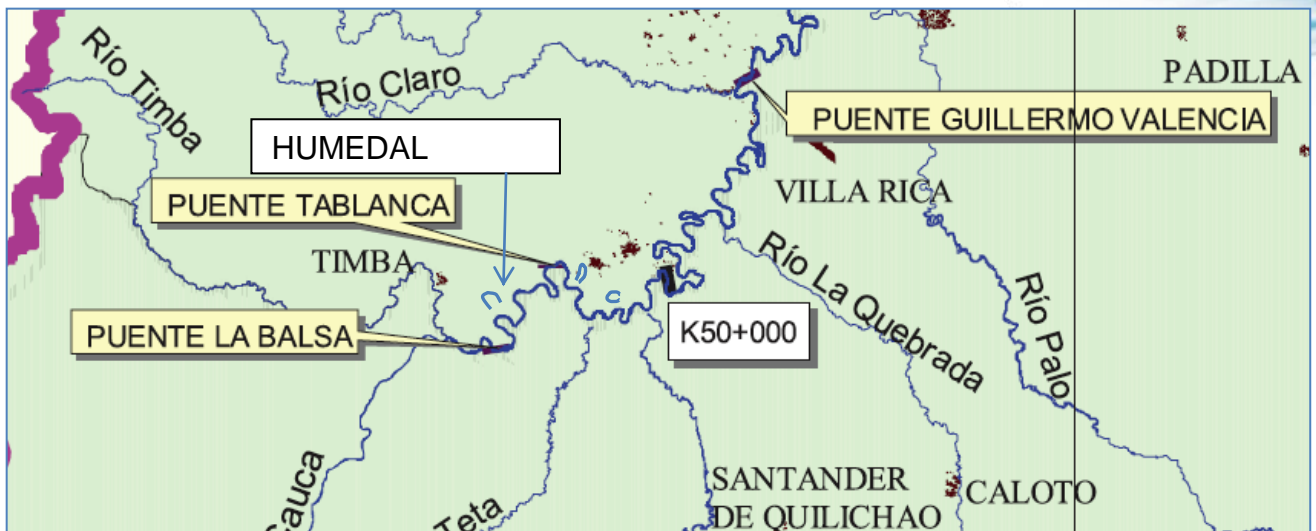 Río Timba
Río Claro
PADILLA
PUENTE GUILLERMO VALENCIA
HUMEDAL
VILLA RICA
PUENTE TABLANCA
TIMBA
Río La Quebrada
Río Palo
PUENTE LA BALSA
K50+000
Cauca
Teta
SANTANDER
DE QUILICHAO
CALOTO